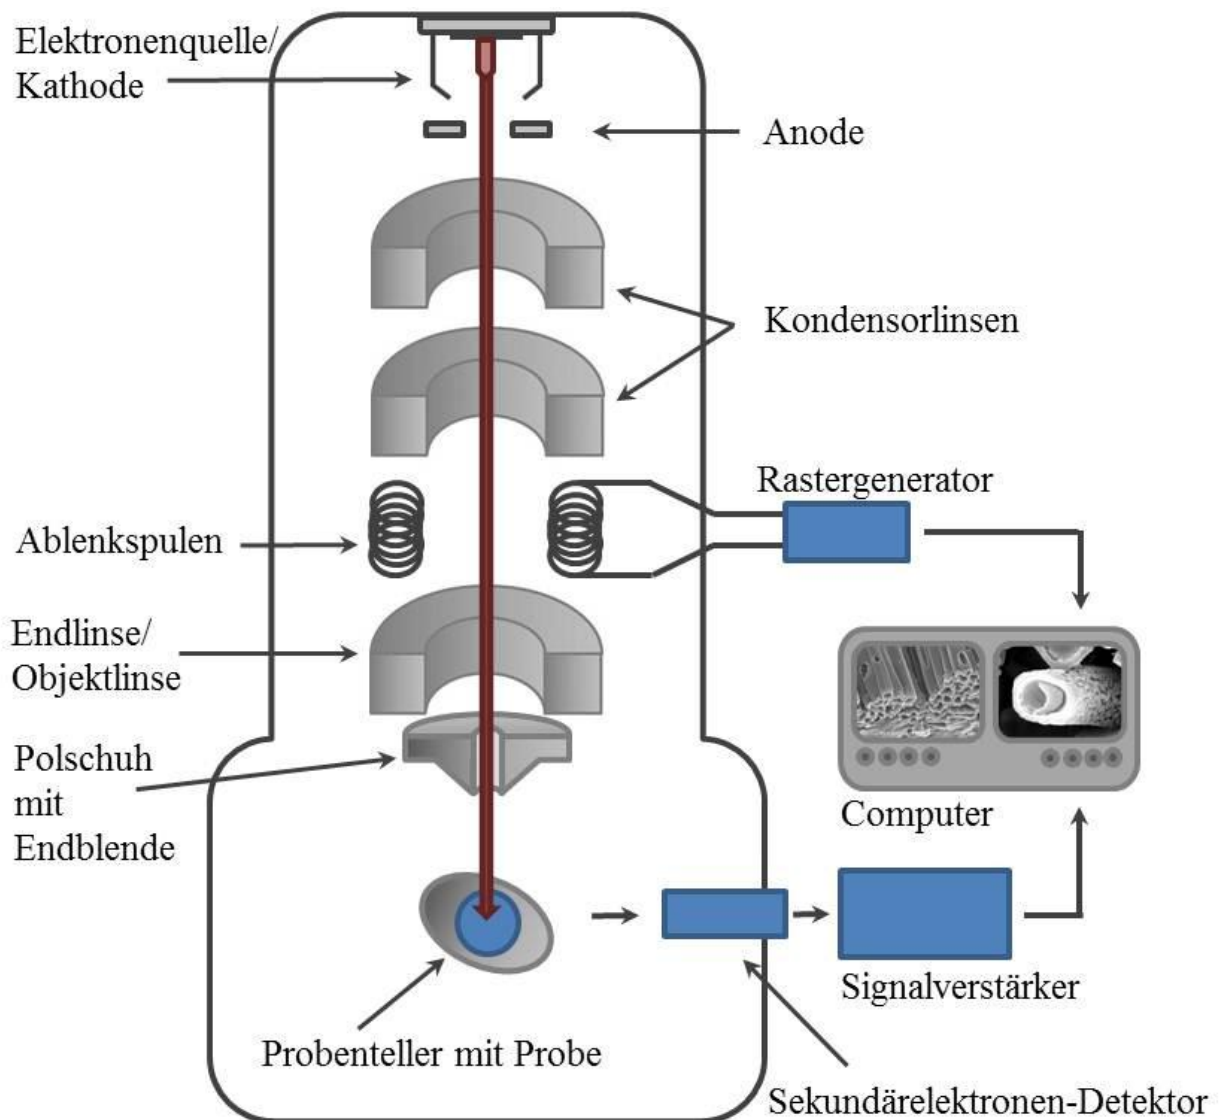 Elektronenquelle/
Kathode
Anode
Kondensorlinsen
Rastergenerator
Ablenkspulen
Endlinse/
Objektlinse
Polschuh
mit
Endblende
Computer
Signalverstärker
Probenteller mit Probe
Sekundärelektronen-Detektor